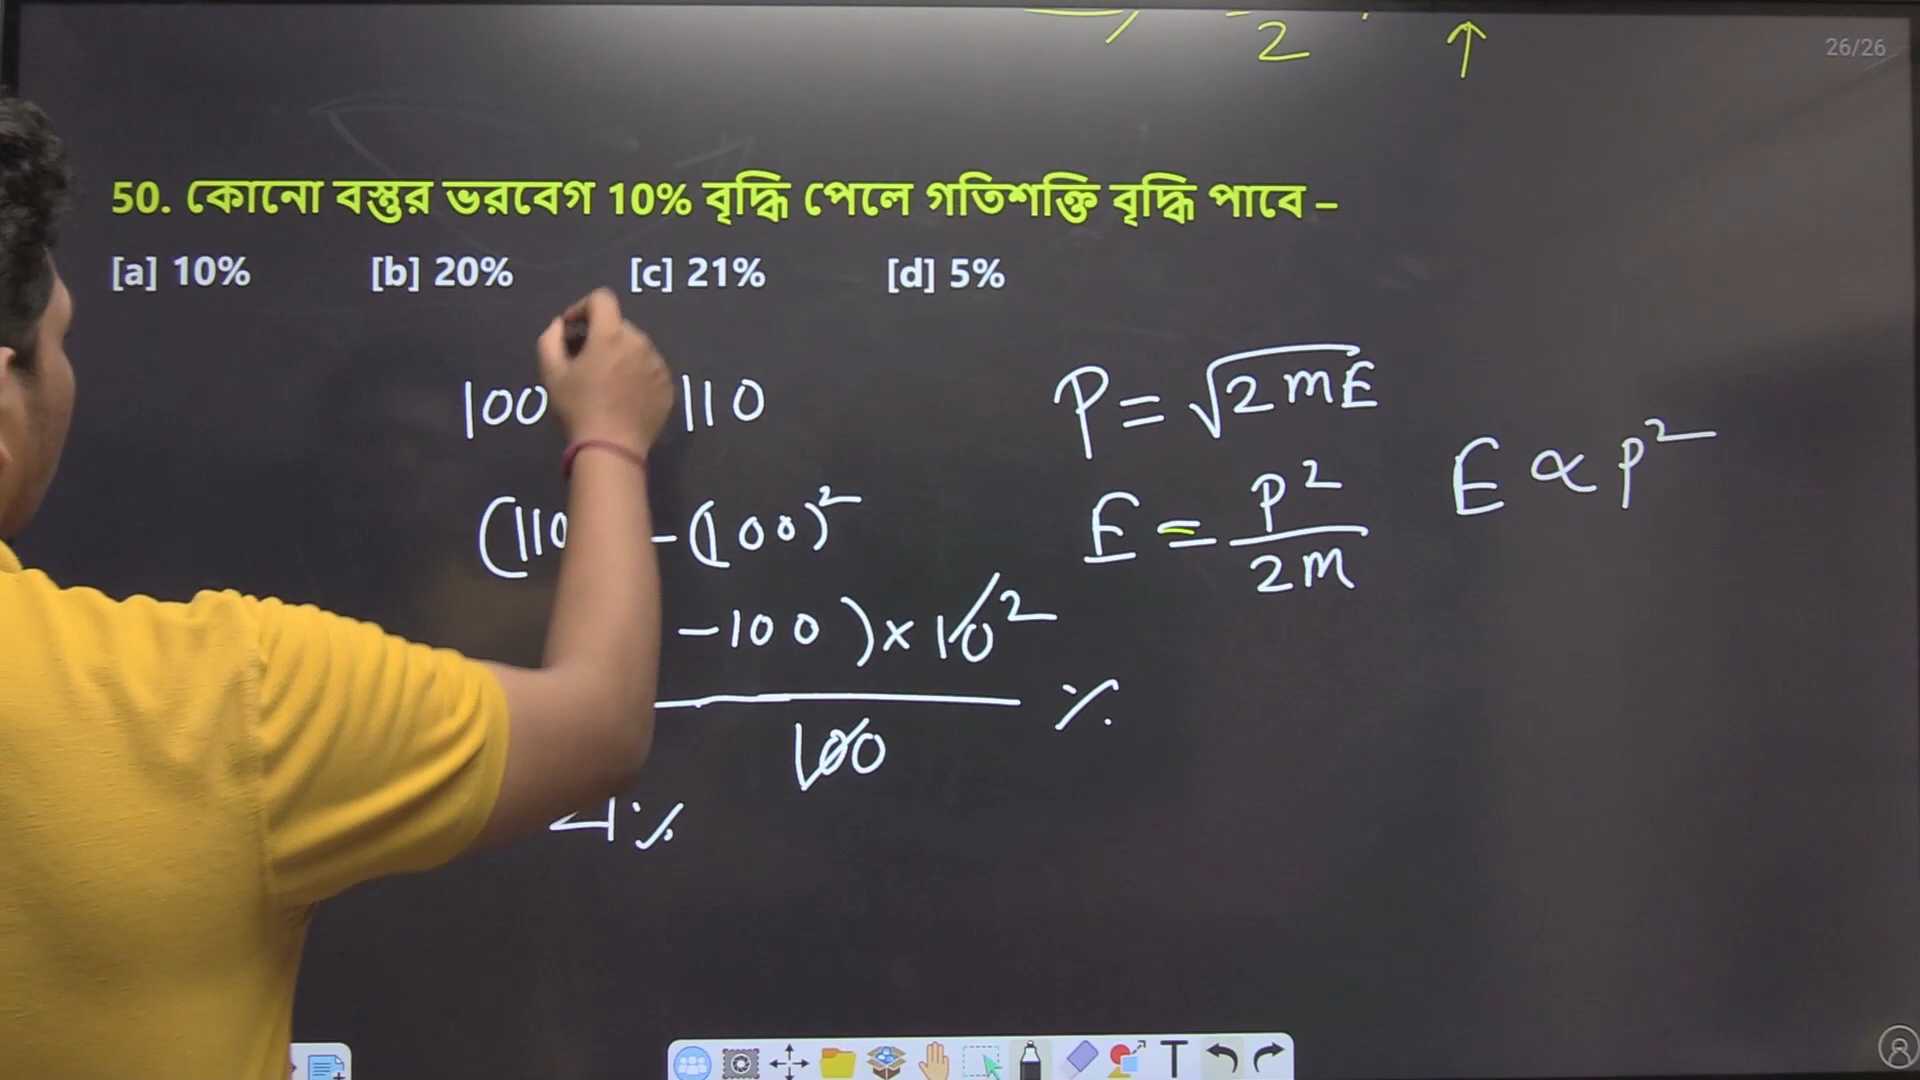 2 ↑
26/26
50. কোনো বস্তুর ভরবেগ 10% বৃদ্ধি পেলে গতিশক্তি বৃদ্ধি পাবে –
[a] 10% [b] 20% [c] 21% [d] 5%
100 110
P = √2mE
E ∝ p²
(110 - (100)²
E = p²/2m
- 100) × 10²
%
100
%
T